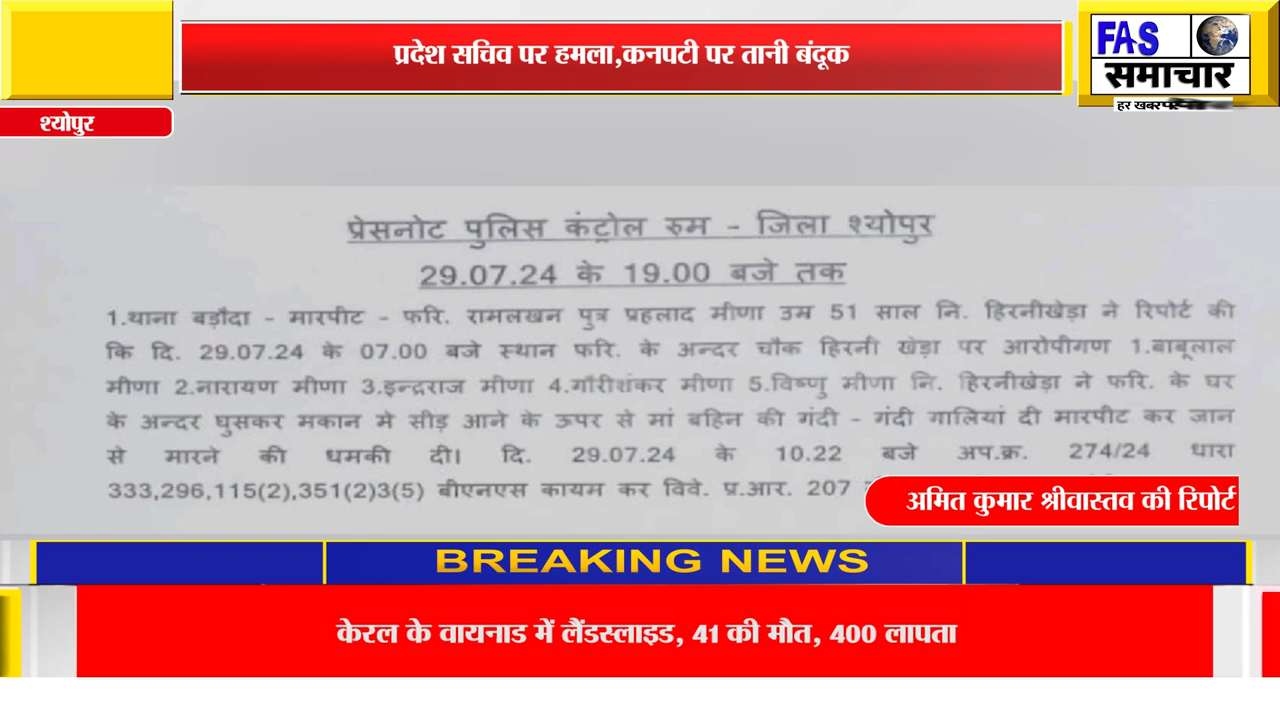 प्रदेश सचिव पर हमला,कनपटी पर तानी बंदूक
FAS
समाचार
हर खबर
श्योपुर
प्रेसनोट पुलिस कंट्रोल रुम - जिला श्योपुर
29.07.24 के 19.00 बजे तक
1.थाना बड़ौदा - मारपीट - फरि. रामलखन पुत्र प्रहलाद मीणा उम्र 51 साल नि. हिरनीखेड़ा ने रिपोर्ट की
कि दि. 29.07.24 के 07.00 बजे स्थान फरि. के अन्दर चौक हिरनी खेड़ा पर आरोपीगण 1.बाबूलाल
मीणा 2.नारायण मीणा 3.इन्द्रराज मीणा 4.गौरीशंकर मीणा 5.विष्णु मीणा नि. हिरनीखेड़ा ने फरि. के घर
के अन्दर घुसकर मकान मे सीड़ आने के ऊपर से मां बहिन की गंदी - गंदी गालियां दी मारपीट कर जान
से मारने की धमकी दी। दि. 29.07.24 के 10.22 बजे अप.क्र. 274/24 धारा
333,296,115(2),351(2)3(5) बीएनएस कायम कर विवे. प्र.आर. 207
अमित कुमार श्रीवास्तव की रिपोर्ट
BREAKING NEWS
केरल के वायनाड में लैंडस्लाइड, 41 की मौत, 400 लापता